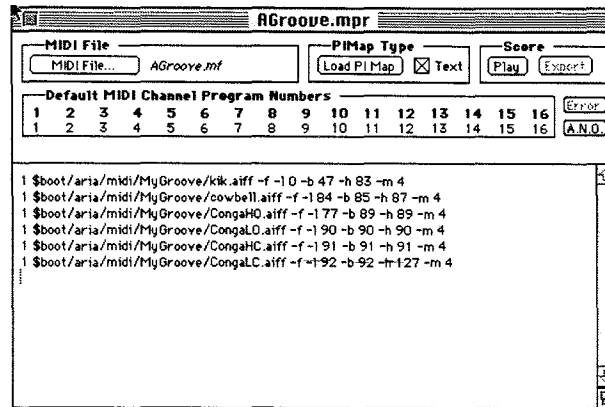 AGroove.mpr
MIDI File
PIMap Type
Score
MIDI File...
AGroove.mf
Load PI Map
Text
Play
Export
Default MIDI Channel Program Numbers
1 2 3 4 5 6 7 8 9 10 11 12 13 14 15 16
1 2 3 4 5 6 7 8 9 10 11 12 13 14 15 16
Error
A.N.O.
1 $boot/aria/midi/MyGroove/kik.aiff -f -l 0 -b 47 -h 83 -m 4
1 $boot/aria/midi/MyGroove/cowbell.aiff -f -l 84 -b 85 -h 87 -m 4
1 $boot/aria/midi/MyGroove/CongaHO.aiff -f -l 77 -b 89 -h 89 -m 4
1 $boot/aria/midi/MyGroove/CongaLO.aiff -f -l 90 -b 90 -h 90 -m 4
1 $boot/aria/midi/MyGroove/CongaHC.aiff -f -l 91 -b 91 -h 91 -m 4
1 $boot/aria/midi/MyGroove/CongaLC.aiff -f -l 92 -b 92 -h 127 -m 4